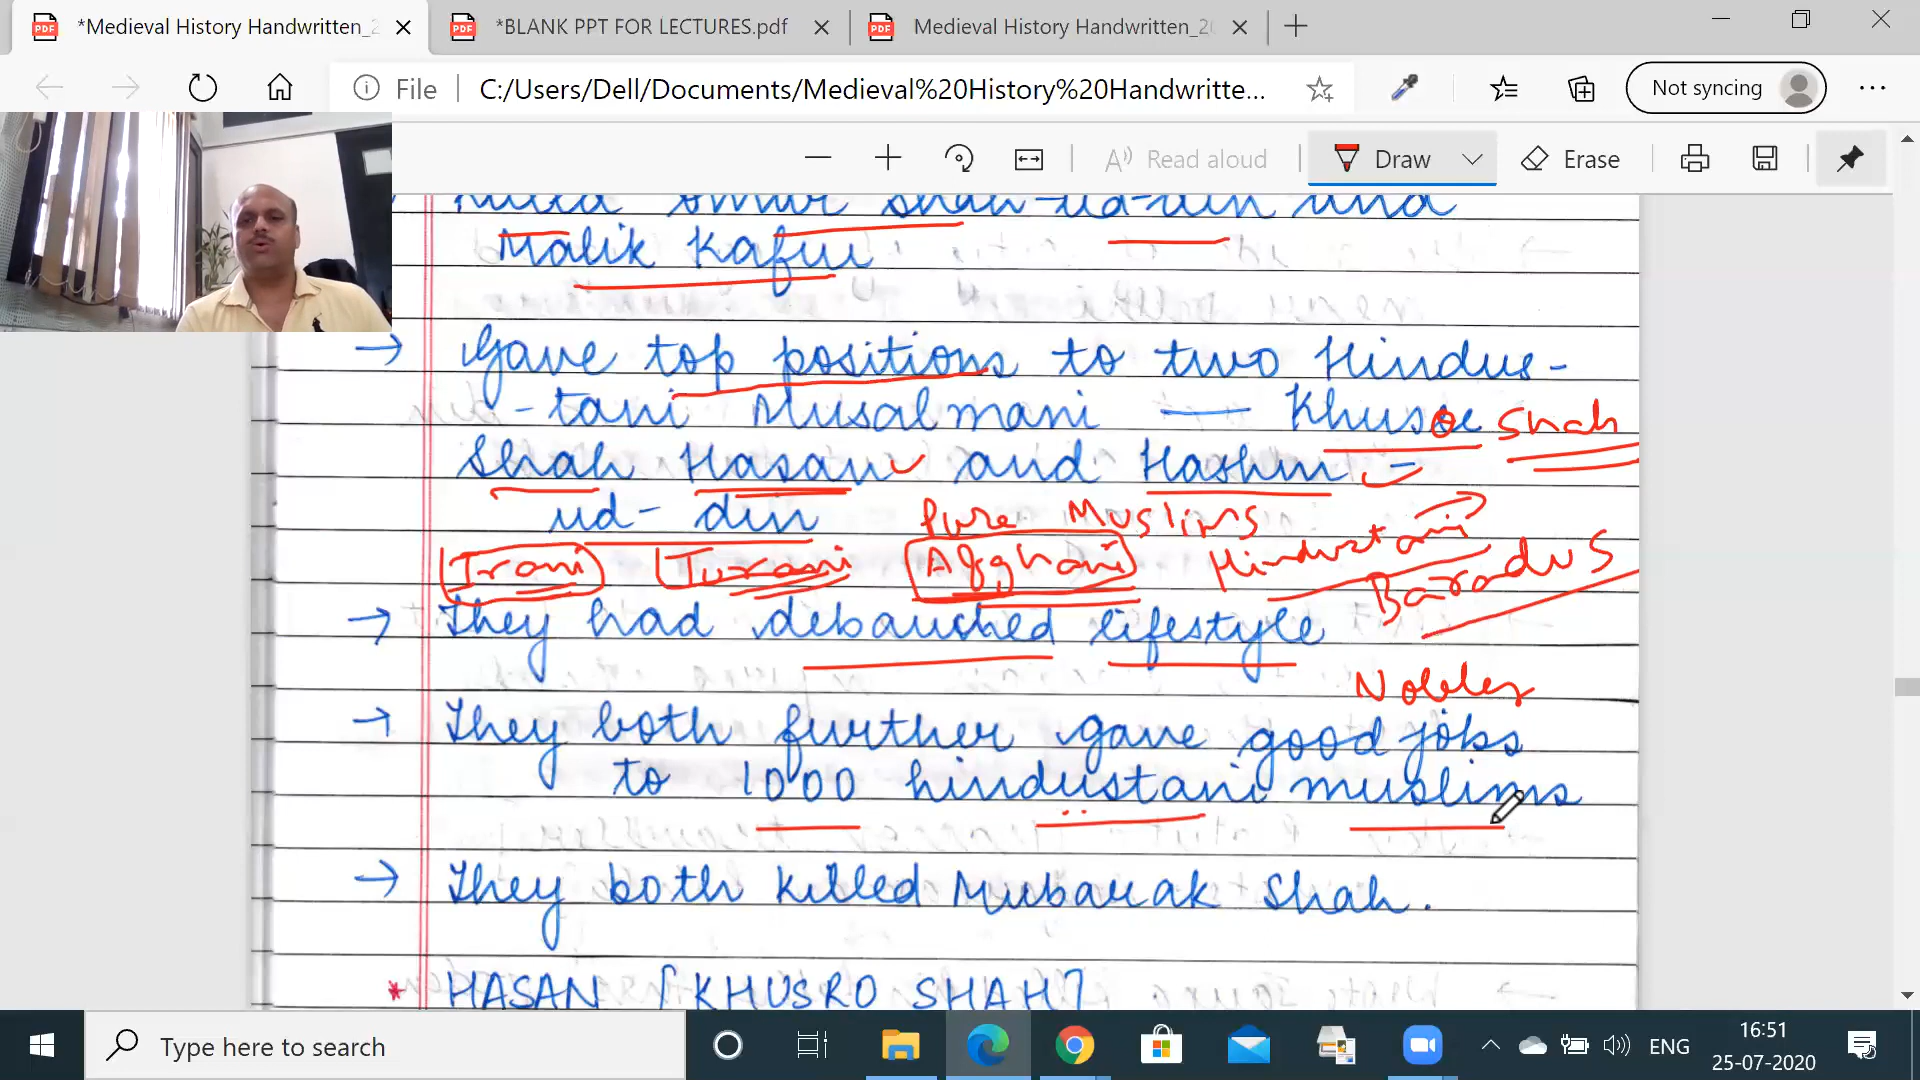 *Medieval History Handwritten_2
*BLANK PPT FOR LECTURES.pdf
Medieval History Handwritten_20
File
C:/Users/Dell/Documents/Medieval%20History%20Handwritte...
Not syncing
Read aloud
Draw
Erase
Malik Kafur
→ Gave top positions to two Hindus-
-tani Musalmani — Khusro Shah
Shah Hasan and Hashm -
ud- din
Pure Muslims
Irani Turani Afghani Hindustani
Baradus
→ They had debauched lifestyle
Nobles
→ They both further gave good jobs
to 1000 hindustani muslims
→ They both killed Mubarak Shah.
* HASAN [KHUSRO SHAH]
Type here to search
ENG
16:51
25-07-2020